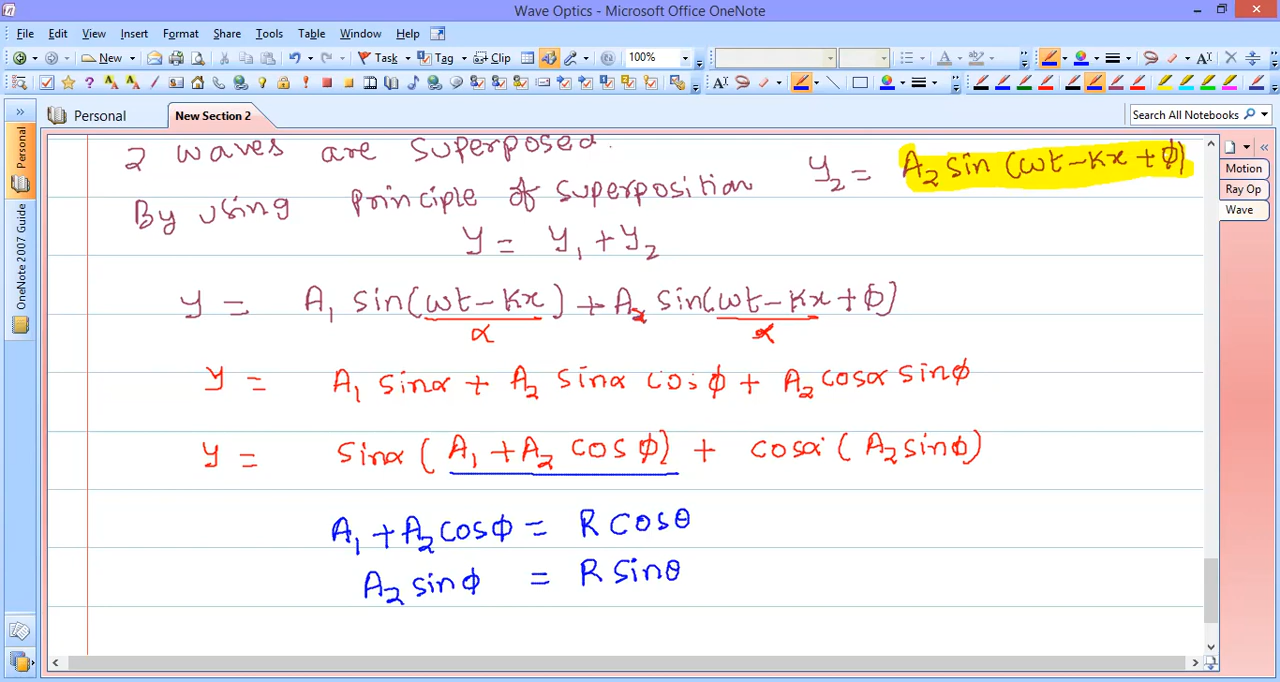 Wave Optics - Microsoft Office OneNote
File Edit View Insert Format Share Tools Table Window Help
New 100% Task Tag Clip
Personal New Section 2 Search All Notebooks
Personal
OneNote 2007 Guide
Motion
Ray Op
Wave
2 waves are superposed.
y₂ = A₂ sin (ωt-kx+ϕ)
By using Principle of superposition
y = y₁ + y₂
y = A₁ sin(ωt-kx) + A₂ sin(ωt-kx+ϕ)
α α
y = A₁ sinα + A₂ sinα cosϕ + A₂ cosα sinϕ
y = sinα (A₁ + A₂ cosϕ) + cosα (A₂ sinϕ)
A₁ + A₂ cosϕ = R cosθ
A₂ sinϕ = R sinθ